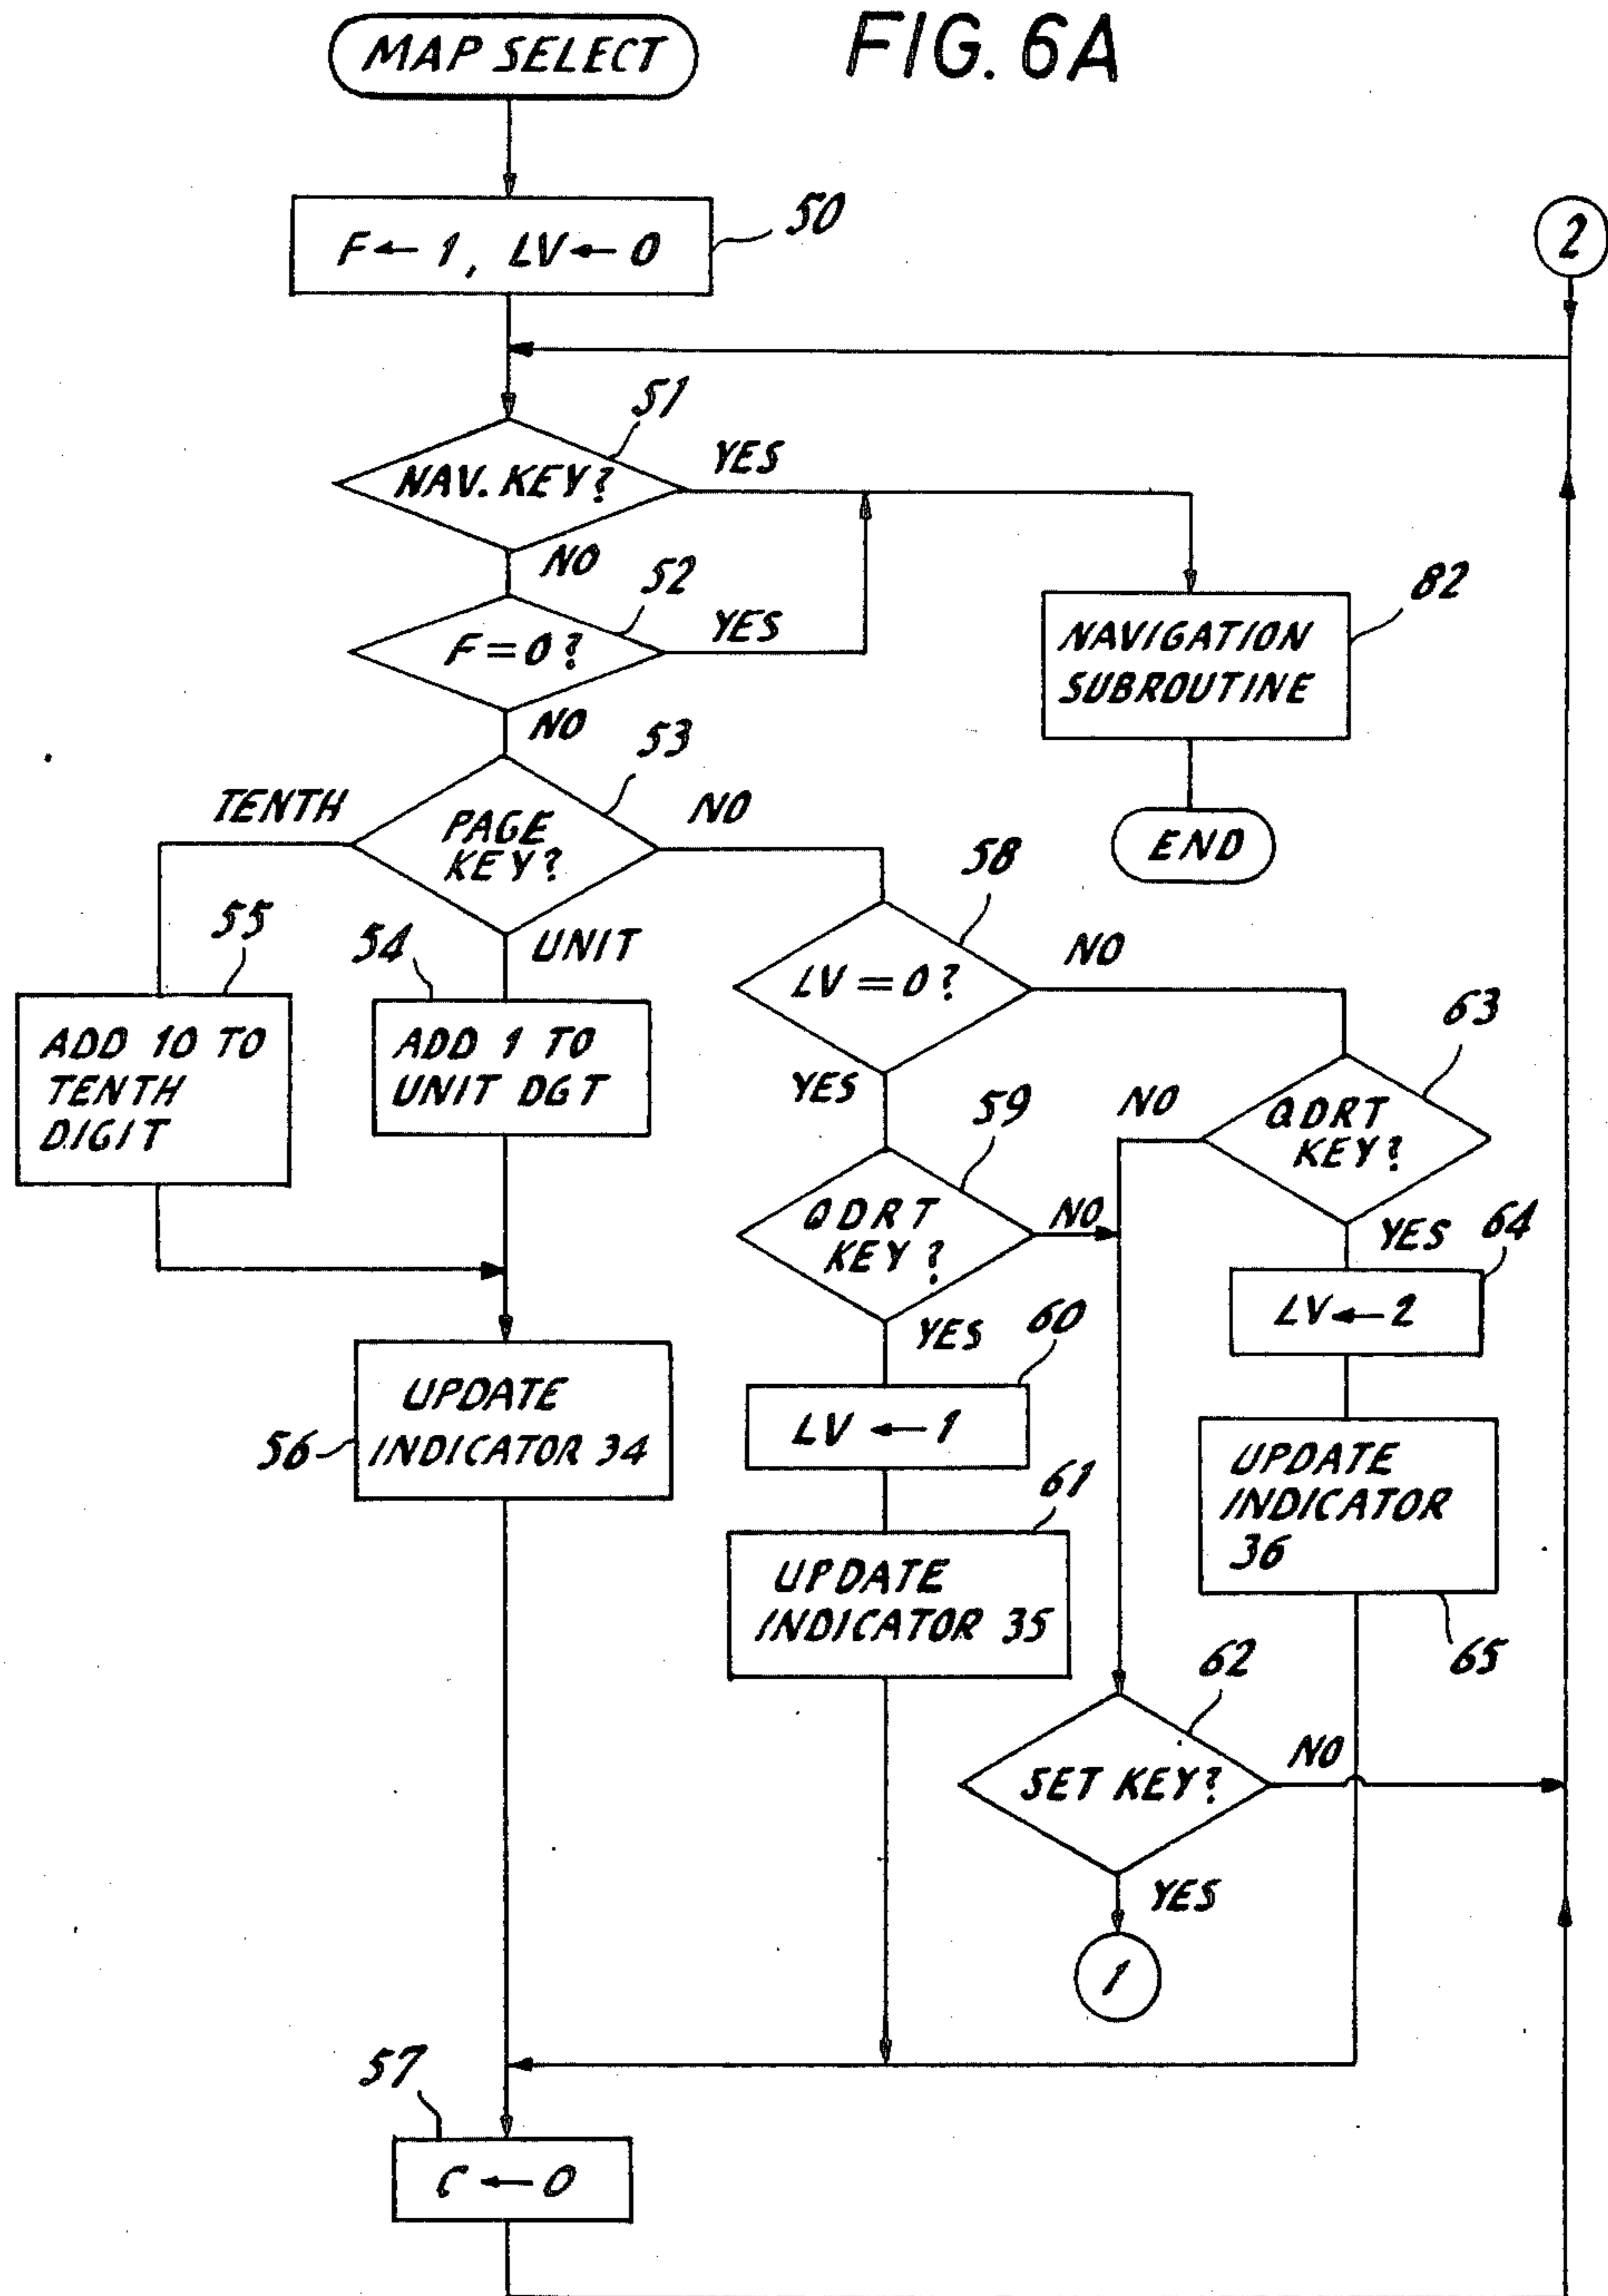 FIG. 6A
MAP SELECT
F←1, LV←0
50
2
51
NAV. KEY?
YES
NO
52
F=0?
YES
NO
82
NAVIGATION
SUBROUTINE
END
53
PAGE
KEY?
TENTH
NO
UNIT
55
ADD 10 TO
TENTH
DIGIT
54
ADD 1 TO
UNIT DGT
58
LV=0?
NO
YES
63
QDRT
KEY?
NO
YES
59
QDRT
KEY?
NO
YES
64
LV←2
60
LV←1
56
UPDATE
INDICATOR 34
61
UPDATE
INDICATOR 35
UPDATE
INDICATOR
36
65
62
SET KEY?
NO
YES
1
57
C←0